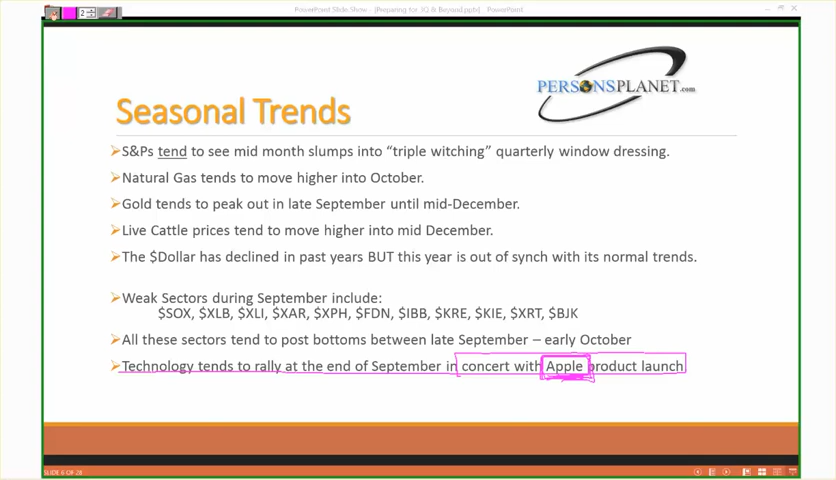 2
PowerPoint Slide Show - [Preparing for 3Q & Beyond.pptx] - PowerPoint
PERSONSPLANET.com
Seasonal Trends
S&Ps tend to see mid month slumps into “triple witching” quarterly window dressing.
Natural Gas tends to move higher into October.
Gold tends to peak out in late September until mid-December.
Live Cattle prices tend to move higher into mid December.
The $Dollar has declined in past years BUT this year is out of synch with its normal trends.
Weak Sectors during September include:
$SOX, $XLB, $XLI, $XAR, $XPH, $FDN, $IBB, $KRE, $KIE, $XRT, $BJK
All these sectors tend to post bottoms between late September – early October
Technology tends to rally at the end of September in concert with Apple product launch
SLIDE 6 OF 28